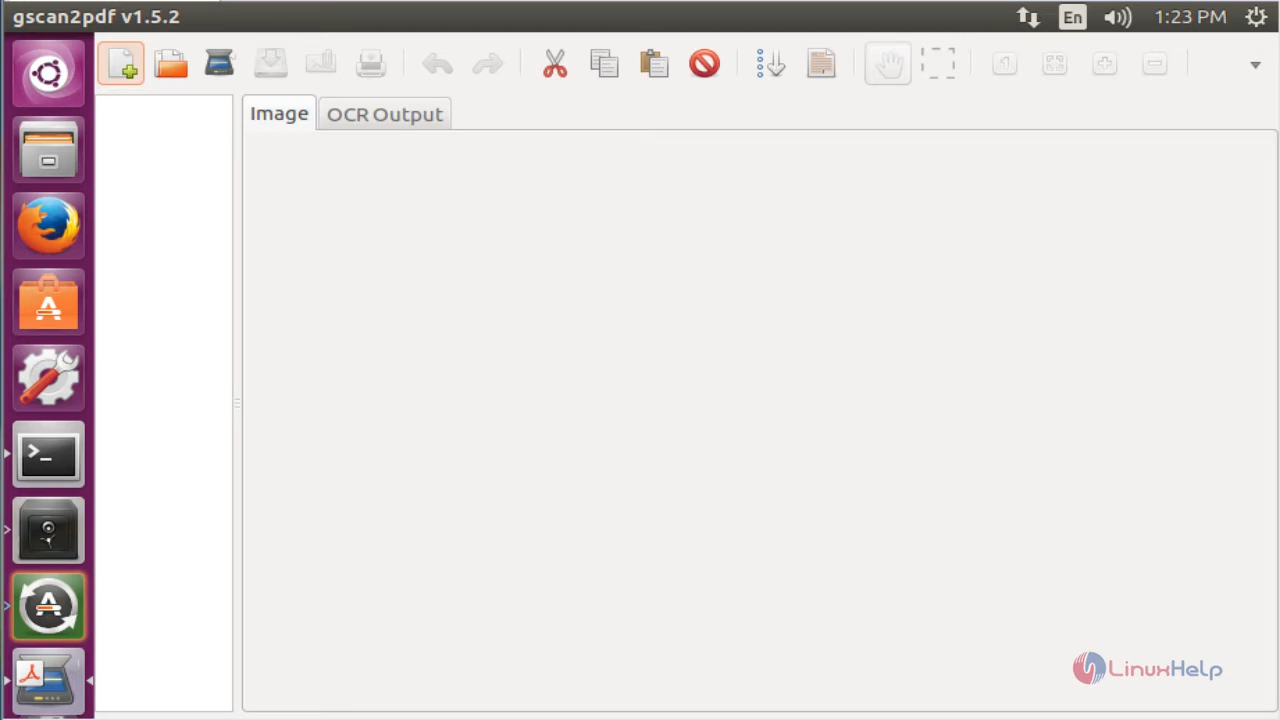 gscan2pdf v1.5.2
En
1:23 PM
Image
OCR Output
LinuxHelp